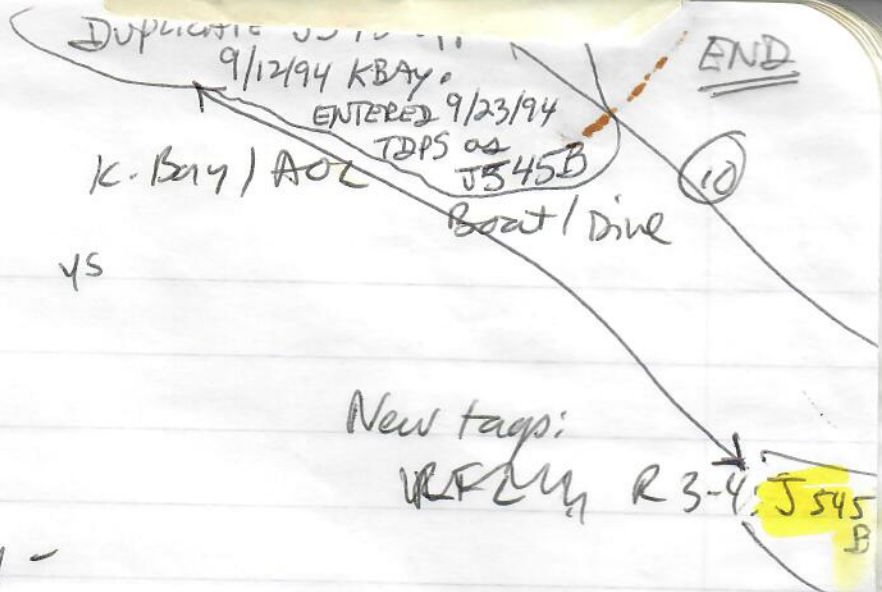 Duplicate
END
9/12/94 KBAY.
ENTERED 9/23/94
TDPS as
J545B
10
K. Bay / AOL
Boat / Dive
ys
New tags:
R 3-4: J545
B